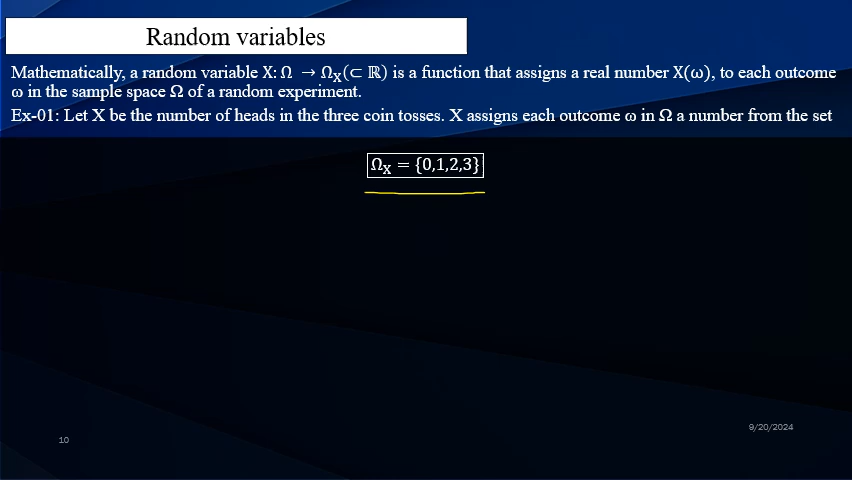 Random variables
Mathematically, a random variable X: Ω → Ω_X(⊂ ℝ) is a function that assigns a real number X(ω), to each outcome
ω in the sample space Ω of a random experiment.
Ex-01: Let X be the number of heads in the three coin tosses. X assigns each outcome ω in Ω a number from the set
Ω_X = {0,1,2,3}
9/20/2024
10